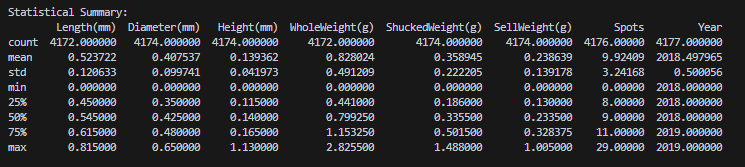 Statistical Summary:
Length(mm) Diameter(mm) Height(mm) WholeWeight(g) ShuckedWeight(g) SellWeight(g) Spots Year
count 4172.000000 4174.000000 4174.000000 4172.000000 4174.000000 4174.000000 4176.00000 4177.000000
mean 0.523722 0.407537 0.139362 0.828024 0.358945 0.238639 9.92409 2018.497965
std 0.120633 0.099741 0.041973 0.491209 0.222205 0.139178 3.24168 0.500056
min 0.000000 0.000000 0.000000 0.000000 0.000000 0.000000 0.00000 2018.000000
25% 0.450000 0.350000 0.115000 0.441000 0.186000 0.130000 8.00000 2018.000000
50% 0.545000 0.425000 0.140000 0.799250 0.335500 0.233500 9.00000 2018.000000
75% 0.615000 0.480000 0.165000 1.153250 0.501500 0.328375 11.00000 2019.000000
max 0.815000 0.650000 1.130000 2.825500 1.488000 1.005000 29.00000 2019.000000